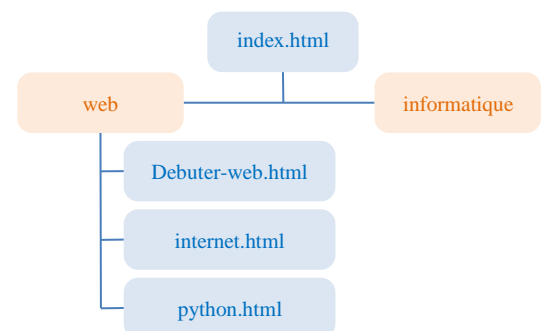 index.html
web
informatique
Debuter-web.html
internet.html
python.html